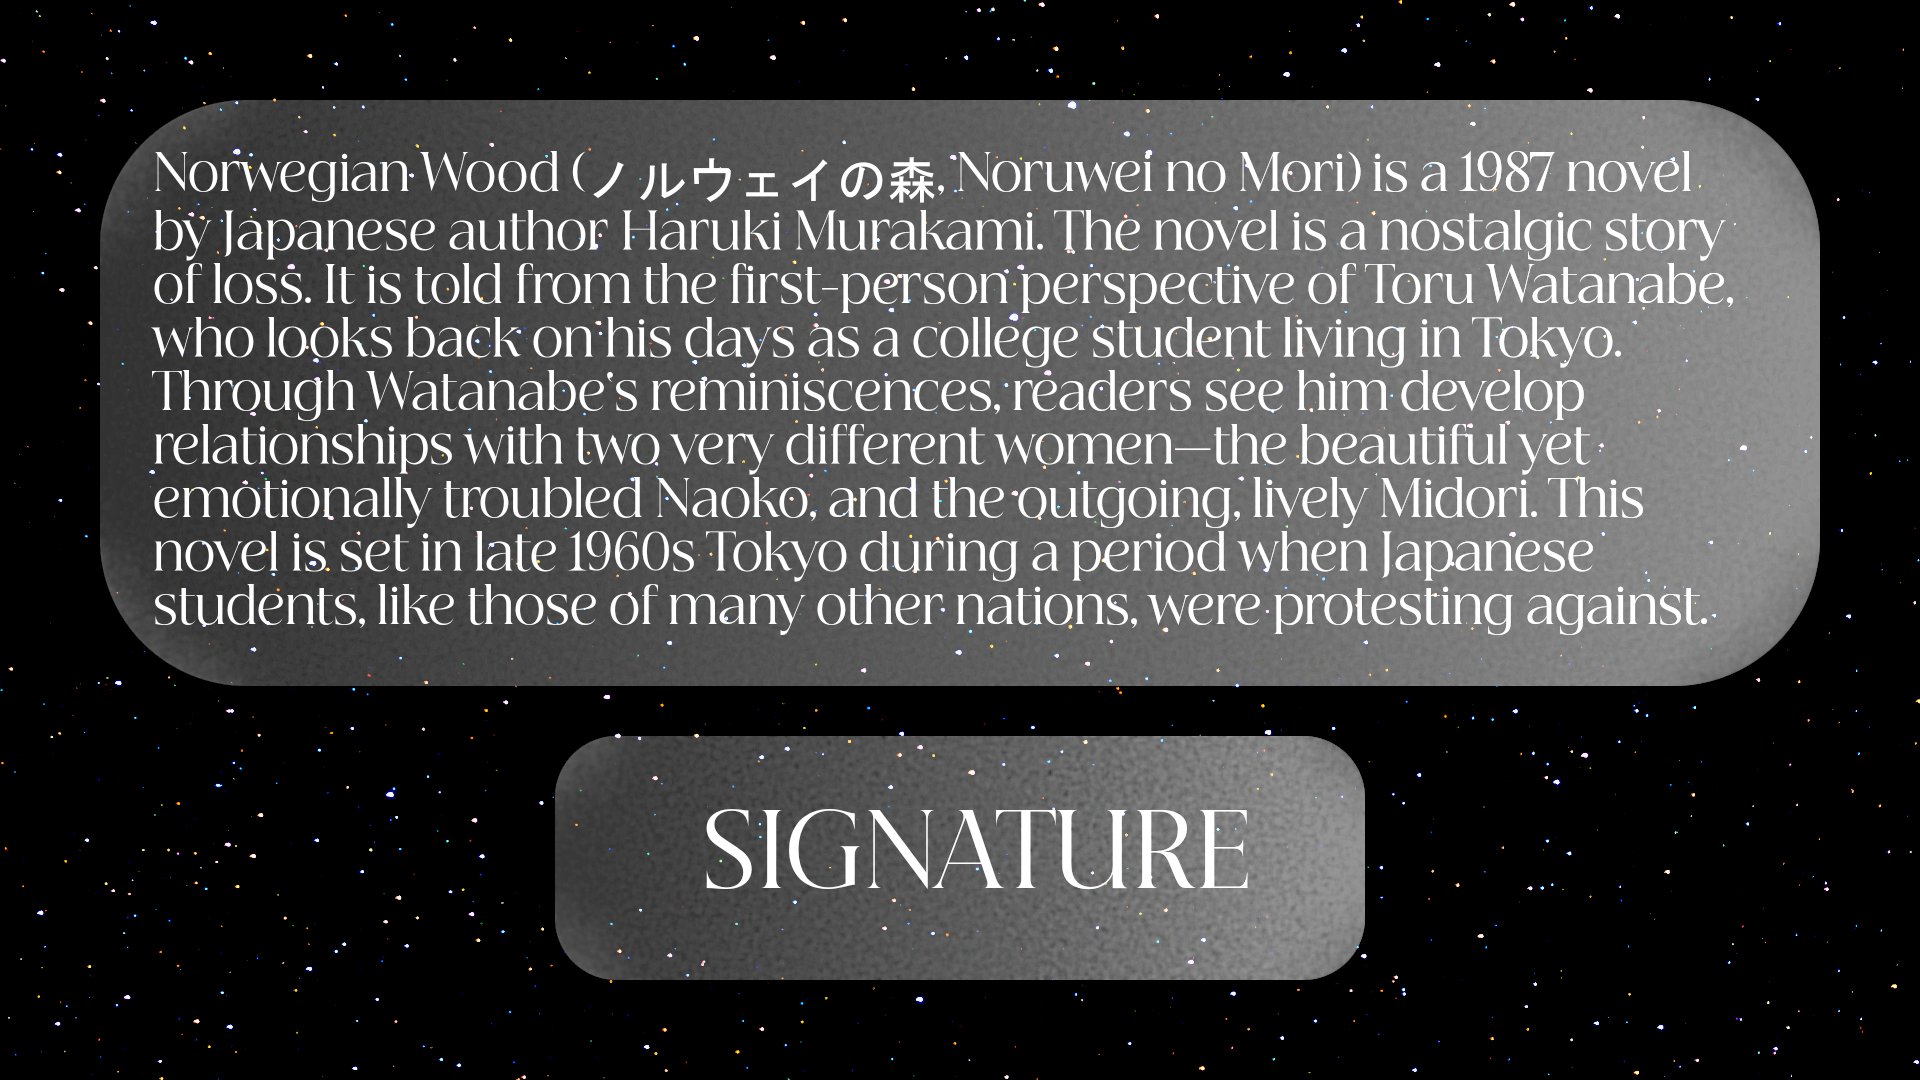 Norwegian Wood (ノルウェイの森, Noruwei no Mori) is a 1987 novel
by Japanese author Haruki Murakami. The novel is a nostalgic story
of loss. It is told from the first-person perspective of Toru Watanabe,
who looks back on his days as a college student living in Tokyo.
Through Watanabe's reminiscences, readers see him develop
relationships with two very different women—the beautiful yet
emotionally troubled Naoko, and the outgoing, lively Midori. This
novel is set in late 1960s Tokyo during a period when Japanese
students, like those of many other nations, were protesting against.
SIGNATURE